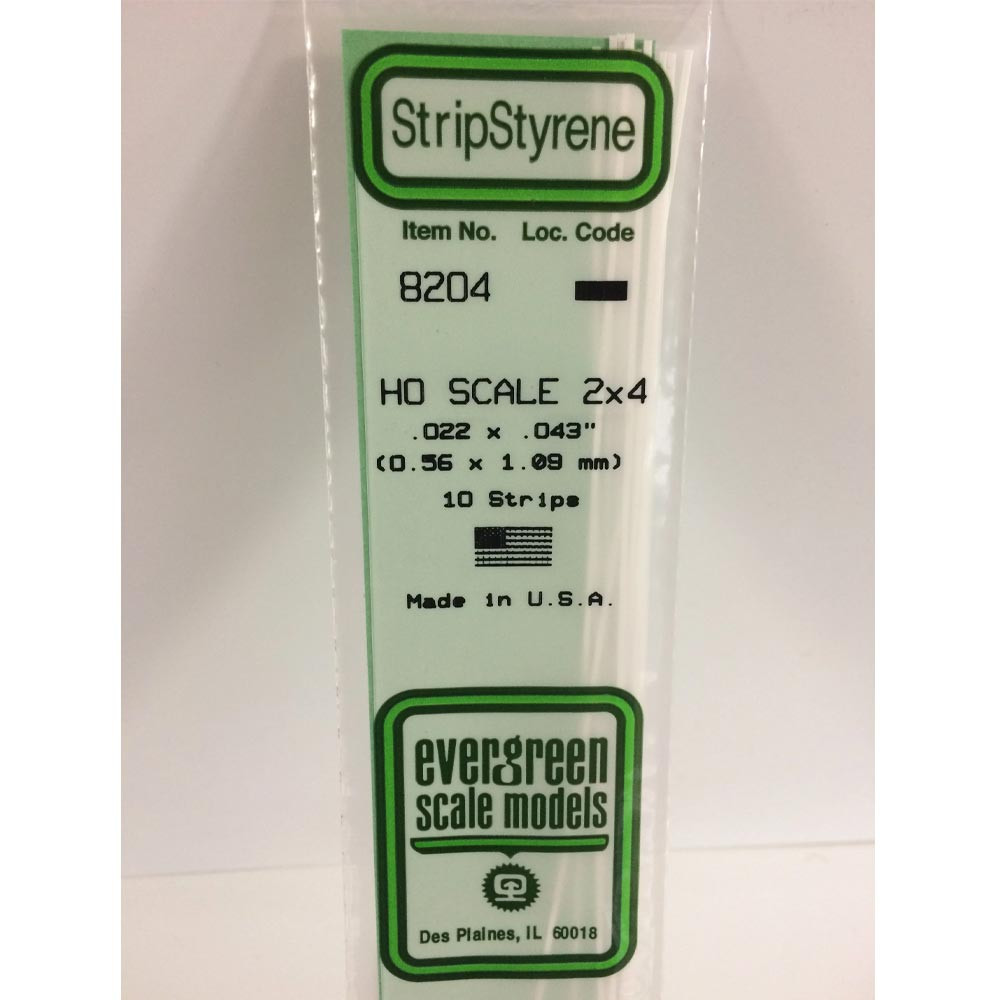 StripStyrene
Item No. Loc. Code
8204
HO SCALE 2x4
.022 x .043"
(0.56 x 1.09 mm)
10 Strips
Made in U.S.A.
evergreen
scale models
Des Plaines, IL 60018